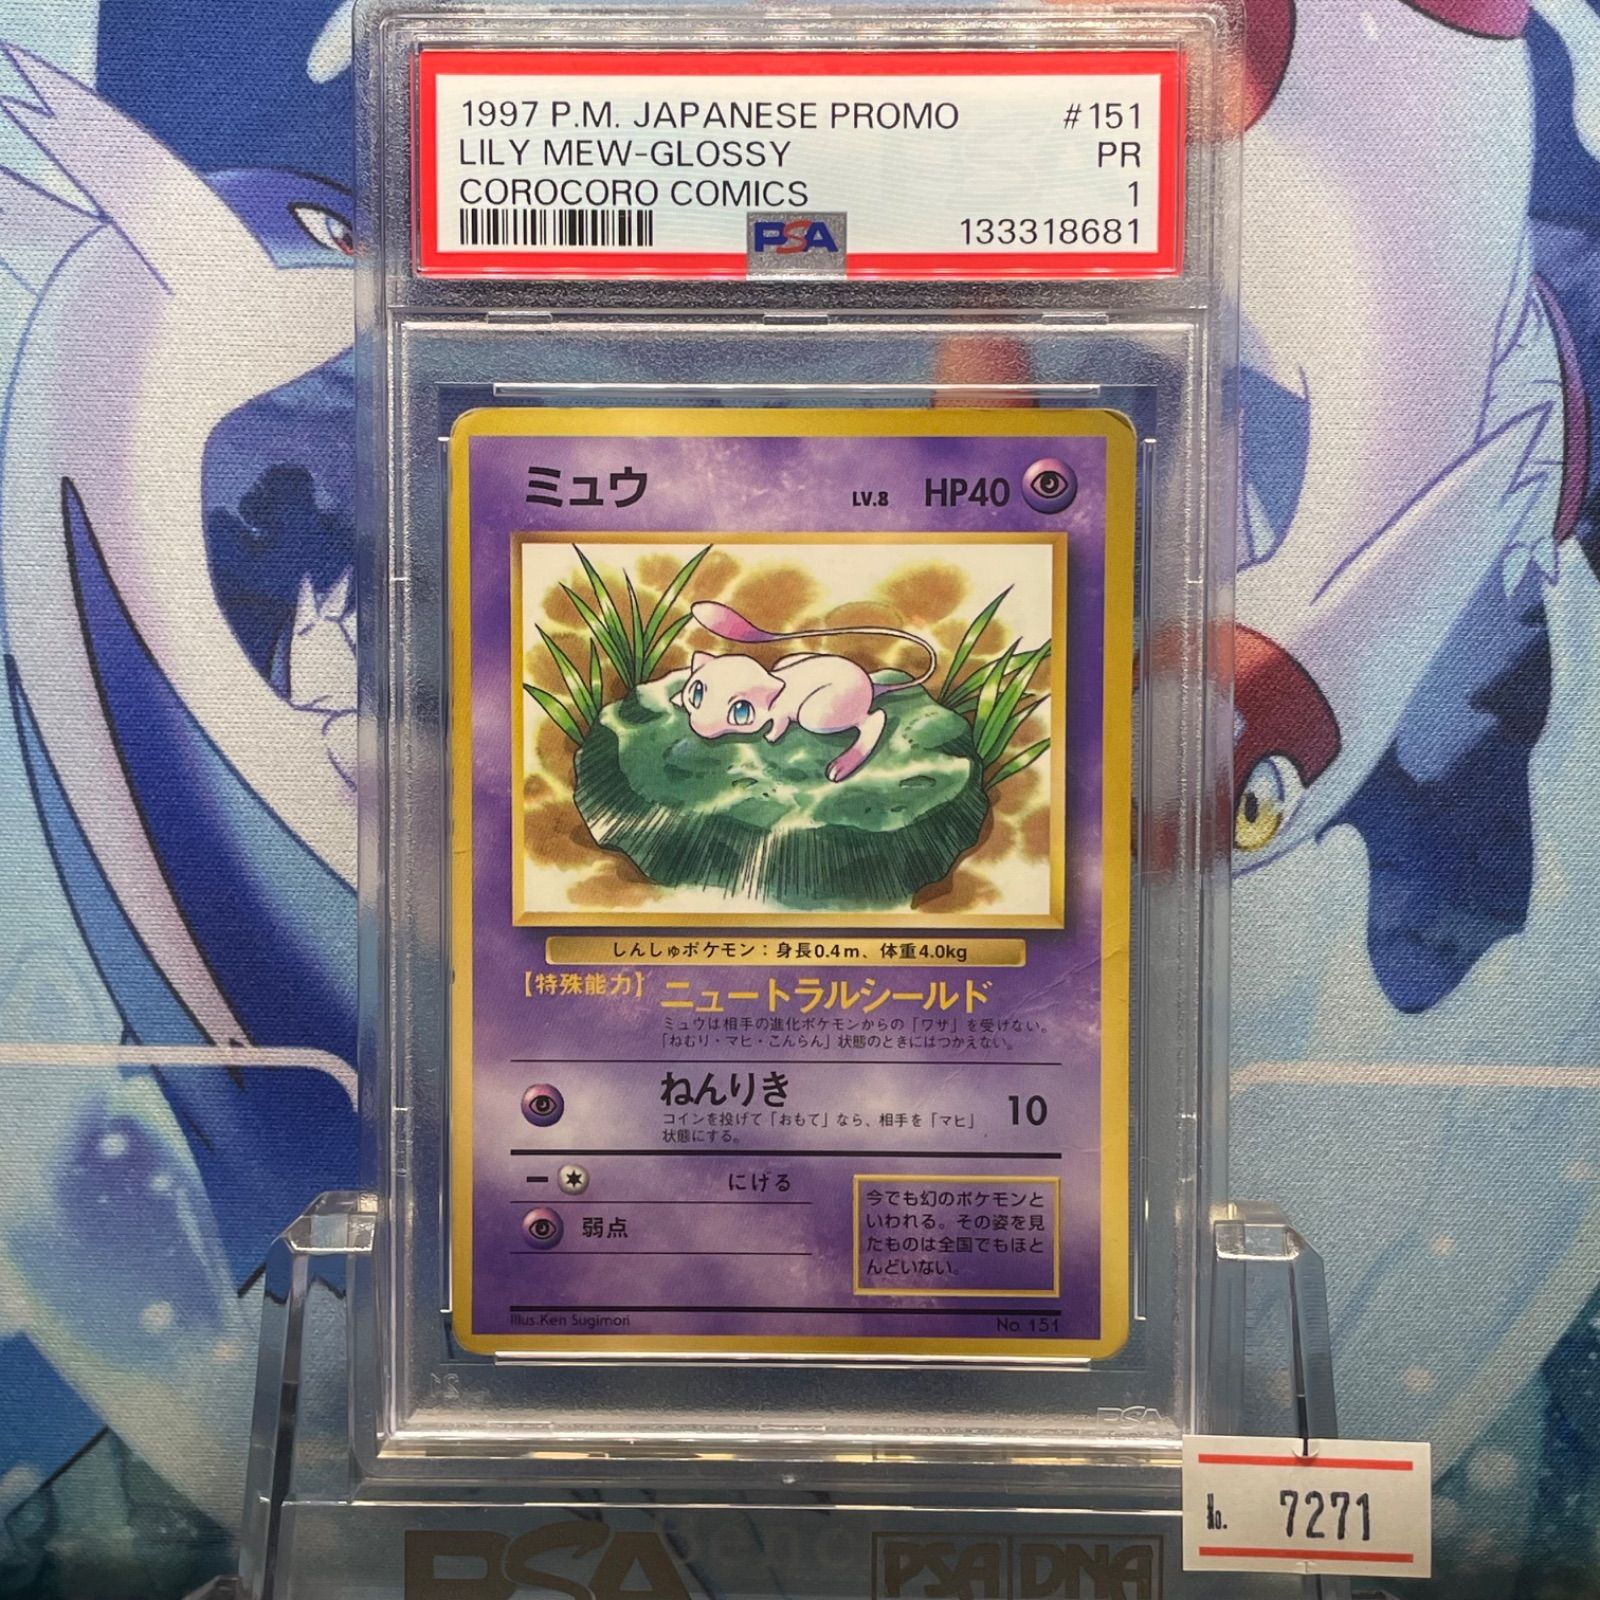 1997 P.M. JAPANESE PROMO #151
LILY MEW-GLOSSY PR
COROCORO COMICS 1
PSA 133318681
ミュウ LV.8 HP40
しんしゅポケモン：身長0.4m、体重4.0kg
【特殊能力】 ニュートラルシールド
ミュウは相手の進化ポケモンからの「ワザ」を受けない。
「ねむり・マヒ・こんらん」状態のときにはつかえない。
ねんりき 10
コインを投げて「おもて」なら、相手を「マヒ」
状態にする。
にげる
弱点
今でも幻のポケモンと
いわれる。その姿を見
たものは全国でもほと
んどいない。
Illus.Ken Sugimori No. 151
PSA
No. 7271
PSA PSA DNA